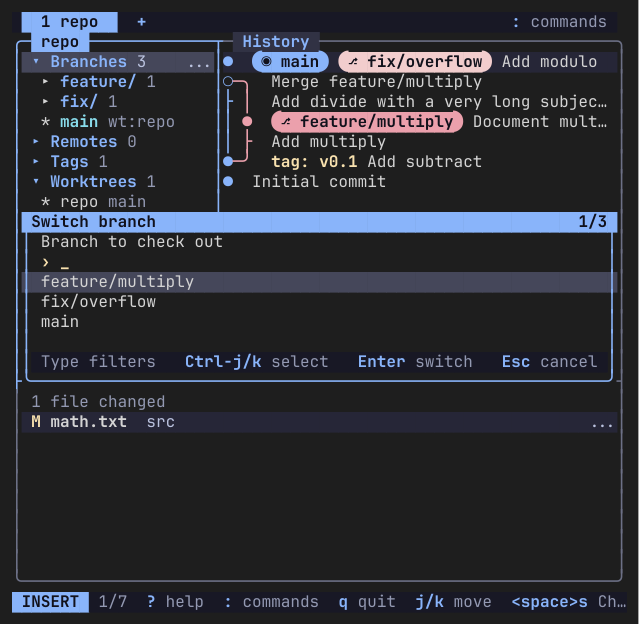 1 repo + : commands
repo History
▾ Branches 3 ... ◉ main ⎇ fix/overflow Add modulo
▸ feature/ 1 Merge feature/multiply
▸ fix/ 1 Add divide with a very long subjec…
* main wt:repo ⎇ feature/multiply Document mult…
▸ Remotes 0 Add multiply
▸ Tags 1 tag: v0.1 Add subtract
▾ Worktrees 1 Initial commit
* repo main
Switch branch 1/3
Branch to check out
› _
feature/multiply
fix/overflow
main
Type filters Ctrl-j/k select Enter switch Esc cancel
1 file changed
M math.txt src ...
INSERT 1/7 ? help : commands q quit j/k move <space>s Ch…